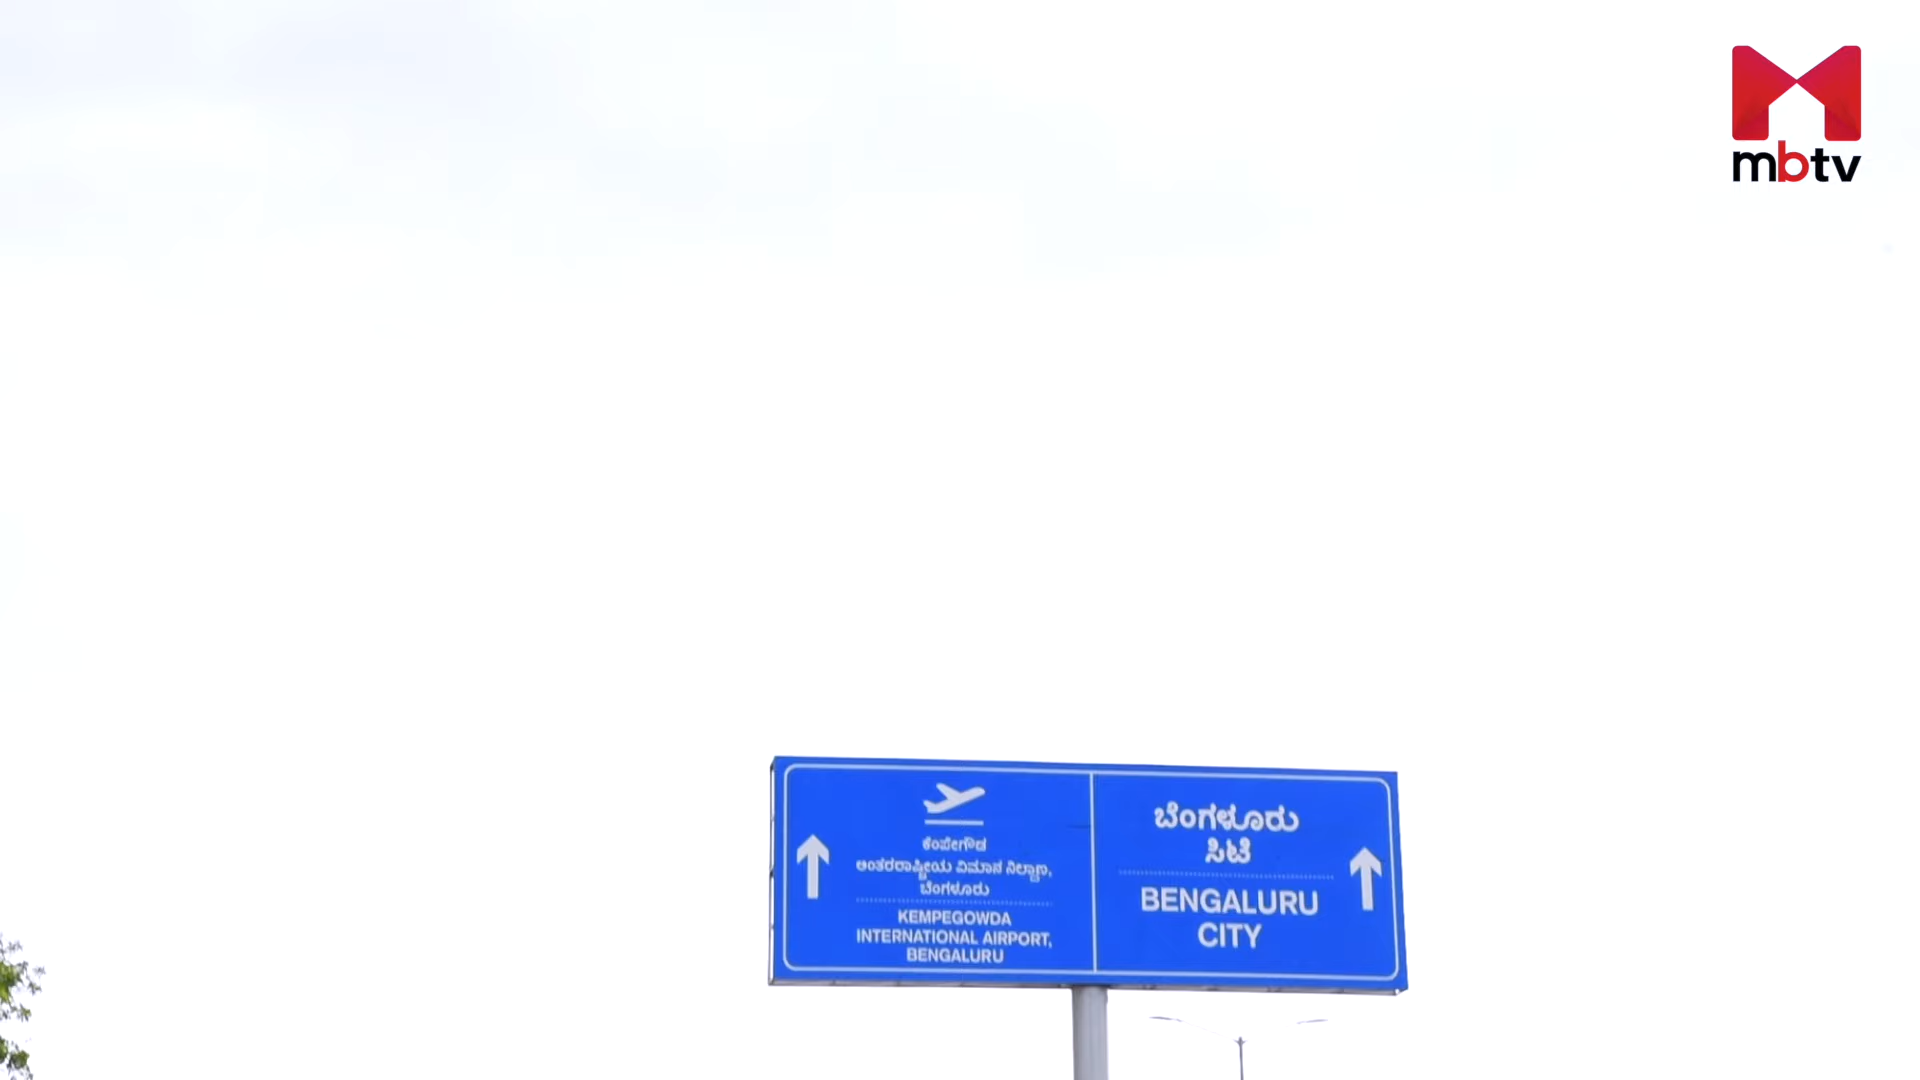 mbtv
ಕೆಂಪೇಗೌಡ
ಅಂತರರಾಷ್ಟ್ರೀಯ ವಿಮಾನ ನಿಲ್ದಾಣ,
ಬೆಂಗಳೂರು
KEMPEGOWDA
INTERNATIONAL AIRPORT,
BENGALURU
ಬೆಂಗಳೂರು
ಸಿಟಿ
BENGALURU
CITY